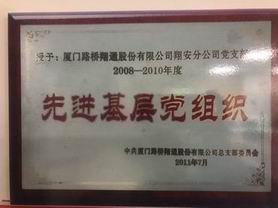 授予：厦门路桥翔通股份有限公司翔安分公司党支部
2008—2010年度
先进基层党组织
中共厦门路桥翔通股份有限公司总支部委员会
2011年7月